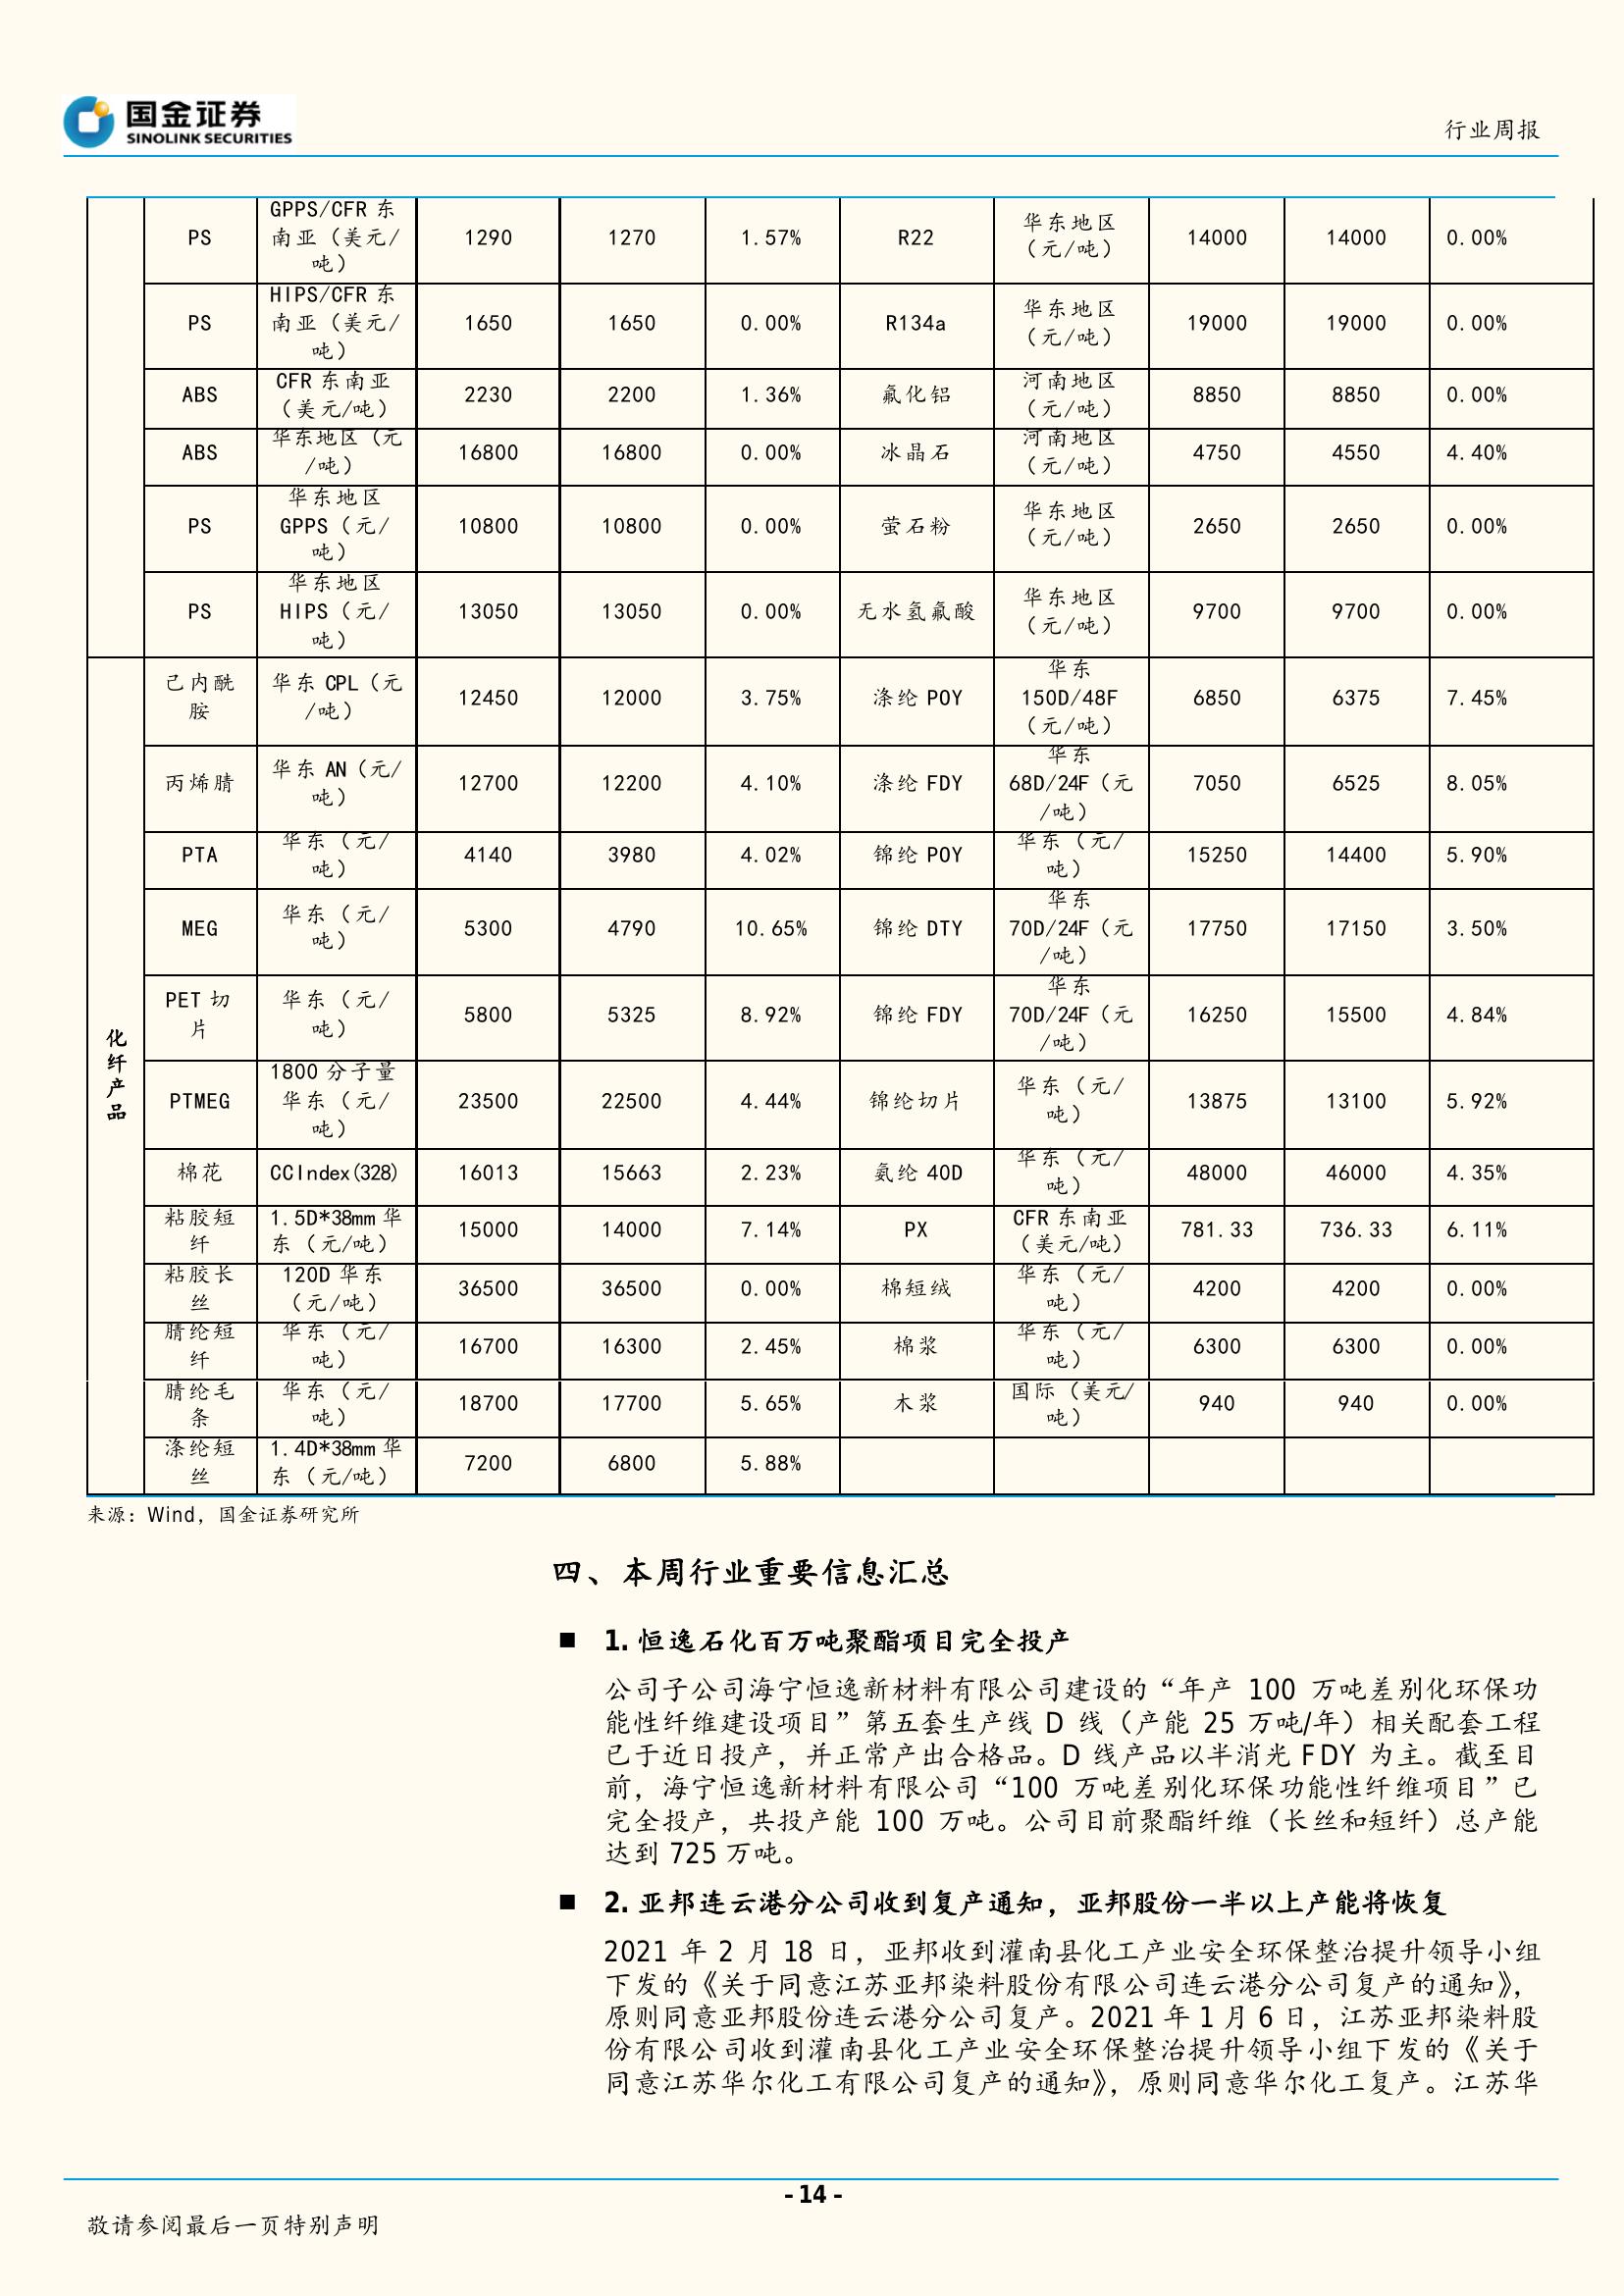 国金证券
SINOLINK SECURITIES
行业周报
PS GPPS/CFR 东南亚（美元/吨） 1290 1270 1.57% R22 华东地区（元/吨） 14000 14000 0.00%
PS HIPS/CFR 东南亚（美元/吨） 1650 1650 0.00% R134a 华东地区（元/吨） 19000 19000 0.00%
ABS CFR 东南亚（美元/吨） 2230 2200 1.36% 氟化铝 河南地区（元/吨） 8850 8850 0.00%
ABS 华东地区（元/吨） 16800 16800 0.00% 冰晶石 河南地区（元/吨） 4750 4550 4.40%
PS 华东地区 GPPS（元/吨） 10800 10800 0.00% 萤石粉 华东地区（元/吨） 2650 2650 0.00%
PS 华东地区 HIPS（元/吨） 13050 13050 0.00% 无水氢氟酸 华东地区（元/吨） 9700 9700 0.00%
化纤产品
己内酰胺 华东 CPL（元/吨） 12450 12000 3.75% 涤纶 POY 华东 150D/48F（元/吨） 6850 6375 7.45%
丙烯腈 华东 AN（元/吨） 12700 12200 4.10% 涤纶 FDY 华东 68D/24F（元/吨） 7050 6525 8.05%
PTA 华东（元/吨） 4140 3980 4.02% 锦纶 POY 华东（元/吨） 15250 14400 5.90%
MEG 华东（元/吨） 5300 4790 10.65% 锦纶 DTY 华东 70D/24F（元/吨） 17750 17150 3.50%
PET 切片 华东（元/吨） 5800 5325 8.92% 锦纶 FDY 华东 70D/24F（元/吨） 16250 15500 4.84%
PTMEG 1800 分子量华东（元/吨） 23500 22500 4.44% 锦纶切片 华东（元/吨） 13875 13100 5.92%
棉花 CCIndex(328) 16013 15663 2.23% 氨纶 40D 华东（元/吨） 48000 46000 4.35%
粘胶短纤 1.5D*38mm 华东（元/吨） 15000 14000 7.14% PX CFR 东南亚（美元/吨） 781.33 736.33 6.11%
粘胶长丝 120D 华东（元/吨） 36500 36500 0.00% 棉短绒 华东（元/吨） 4200 4200 0.00%
腈纶短纤 华东（元/吨） 16700 16300 2.45% 棉浆 华东（元/吨） 6300 6300 0.00%
腈纶毛条 华东（元/吨） 18700 17700 5.65% 木浆 国际（美元/吨） 940 940 0.00%
涤纶短丝 1.4D*38mm 华东（元/吨） 7200 6800 5.88%
来源：Wind，国金证券研究所
四、本周行业重要信息汇总
■ 1. 恒逸石化百万吨聚酯项目完全投产
公司子公司海宁恒逸新材料有限公司建设的“年产 100 万吨差别化环保功
能性纤维建设项目”第五套生产线 D 线（产能 25 万吨/年）相关配套工程
已于近日投产，并正常产出合格品。D 线产品以半消光 FDY 为主。截至目
前，海宁恒逸新材料有限公司“100 万吨差别化环保功能性纤维项目”已
完全投产，共投产能 100 万吨。公司目前聚酯纤维（长丝和短纤）总产能
达到 725 万吨。
■ 2. 亚邦连云港分公司收到复产通知，亚邦股份一半以上产能将恢复
2021 年 2 月 18 日，亚邦收到灌南县化工产业安全环保整治提升领导小组
下发的《关于同意江苏亚邦染料股份有限公司连云港分公司复产的通知》，
原则同意亚邦股份连云港分公司复产。2021 年 1 月 6 日，江苏亚邦染料股
份有限公司收到灌南县化工产业安全环保整治提升领导小组下发的《关于
同意江苏华尔化工有限公司复产的通知》，原则同意华尔化工复产。江苏华
- 14 -
敬请参阅最后一页特别声明